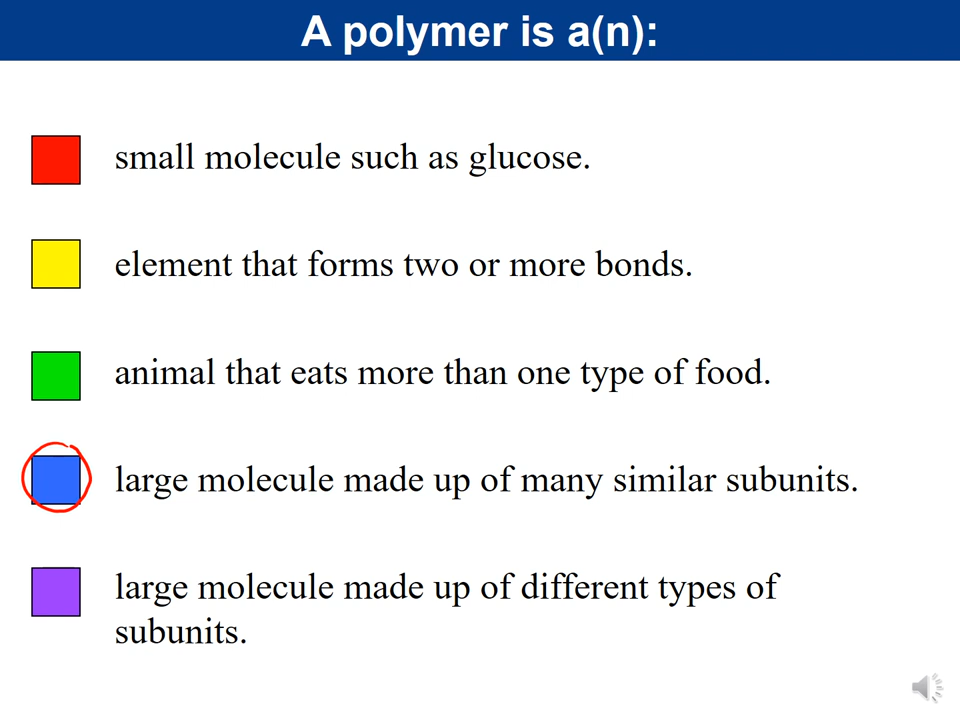 A polymer is a(n):
small molecule such as glucose.
element that forms two or more bonds.
animal that eats more than one type of food.
large molecule made up of many similar subunits.
large molecule made up of different types of
subunits.